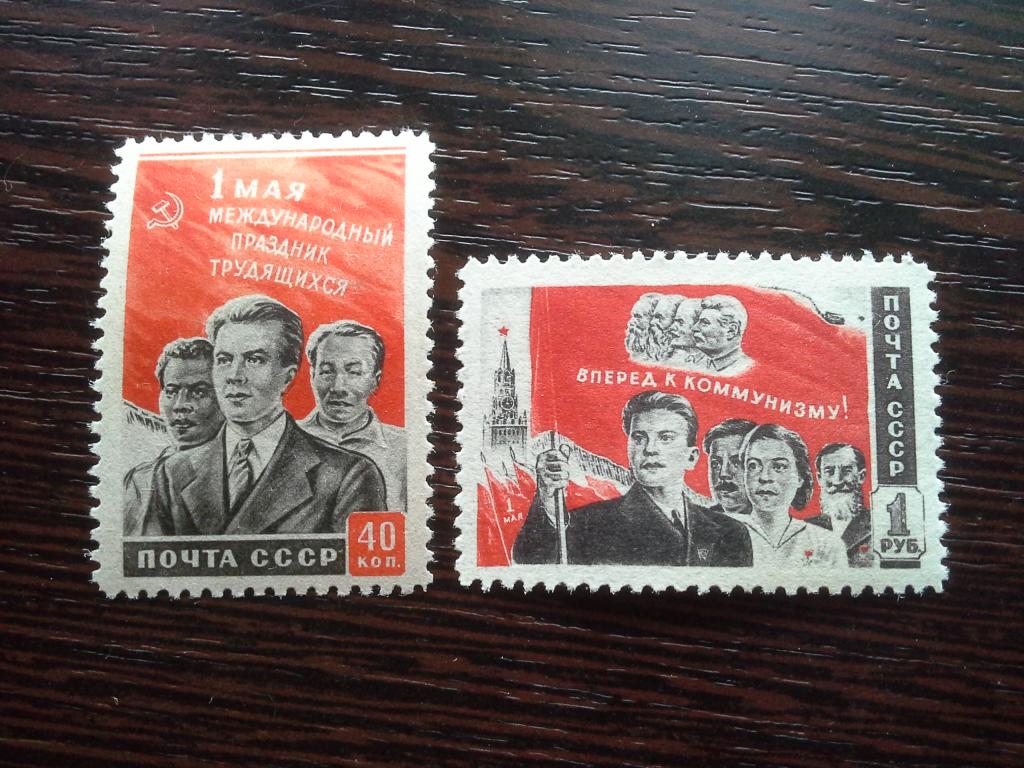 1 МАЯ
МЕЖДУНАРОДНЫЙ
ПРАЗДНИК
ТРУДЯЩИХСЯ
ПОЧТА СССР
40
КОП.
ВПЕРЕД К КОММУНИЗМУ!
1
МАЯ
ПОЧТА СССР
1
РУБ.